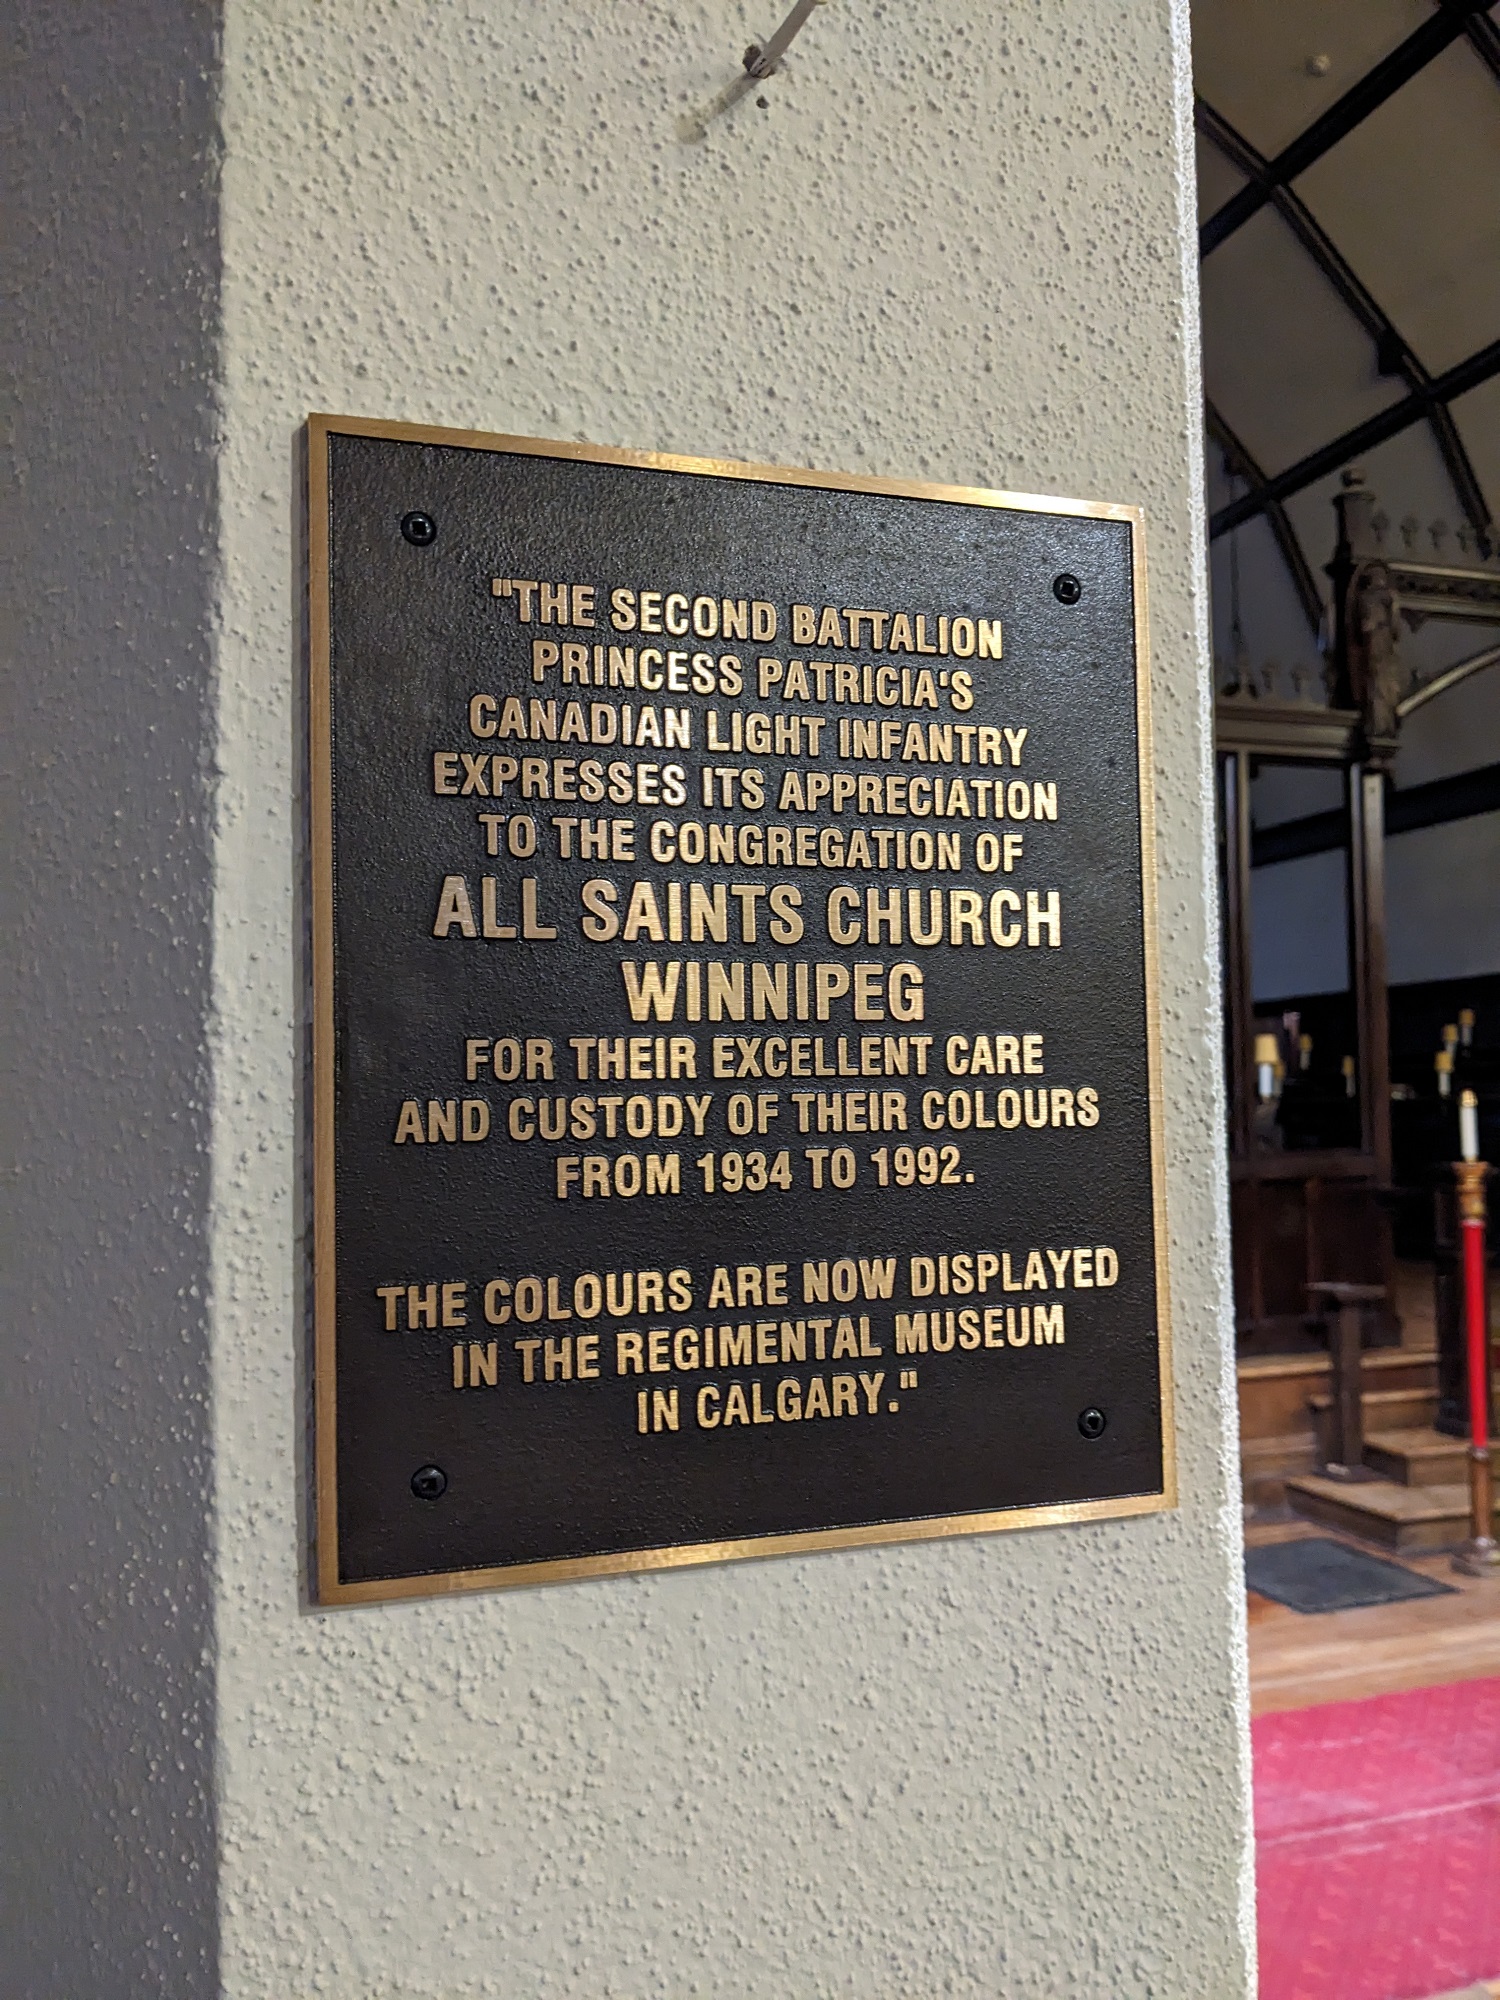 "THE SECOND BATTALION
PRINCESS PATRICIA'S
CANADIAN LIGHT INFANTRY
EXPRESSES ITS APPRECIATION
TO THE CONGREGATION OF
ALL SAINTS CHURCH
WINNIPEG
FOR THEIR EXCELLENT CARE
AND CUSTODY OF THEIR COLOURS
FROM 1934 TO 1992.
THE COLOURS ARE NOW DISPLAYED
IN THE REGIMENTAL MUSEUM
IN CALGARY."